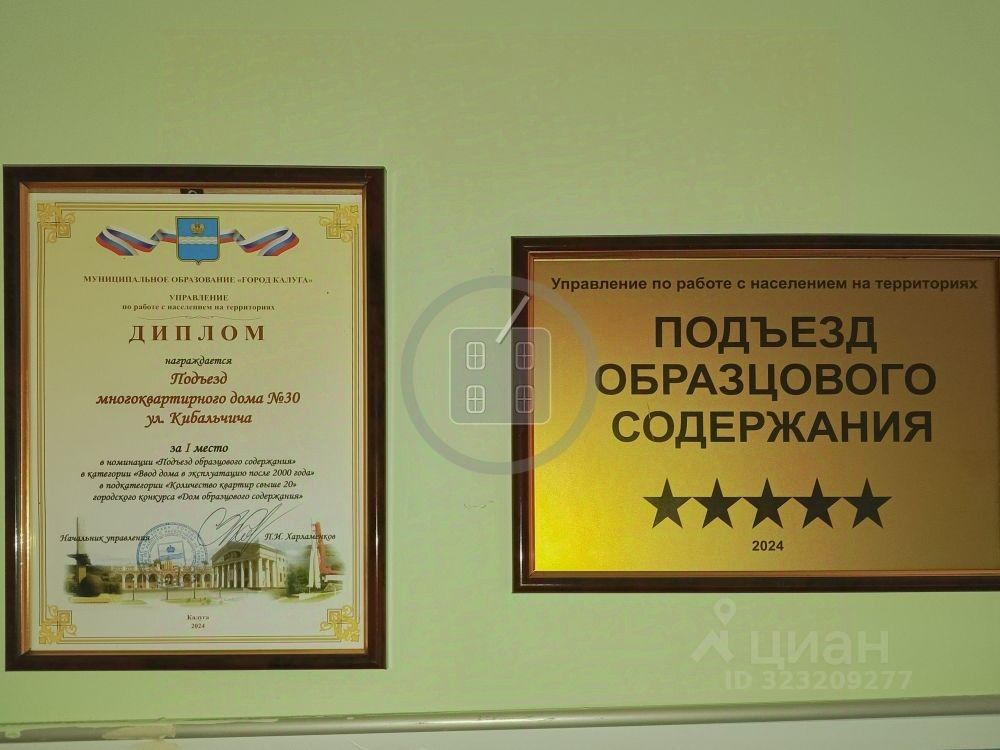 МУНИЦИПАЛЬНОЕ ОБРАЗОВАНИЕ «ГОРОД КАЛУГА»
УПРАВЛЕНИЕ
по работе с населением на территориях
ДИПЛОМ
награждается
Подъезд
многоквартирного дома №30
ул. Кибальчича
за I место
в номинации «Подъезд образцового содержания»
в категории «Ввод дома в эксплуатацию после 2000 года»
в подкатегории «Количество квартир свыше 20»
городского конкурса «Дом образцового содержания»
Начальник управления
П.И. Харламенков
Калуга
2024
Управление по работе с населением на территориях
ПОДЪЕЗД
ОБРАЗЦОВОГО
СОДЕРЖАНИЯ
2024
циан
ID 323209277